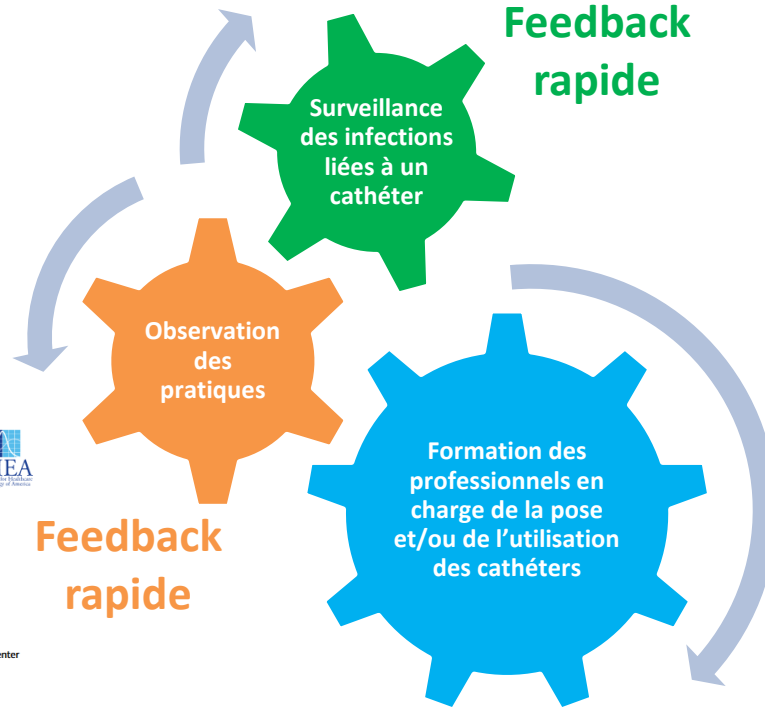 Feedback
rapide
Surveillance
des infections
liées à un
cathéter
Observation
des
pratiques
Formation des
professionnels en
charge de la pose
et/ou de l'utilisation
des cathéters
Feedback
rapide